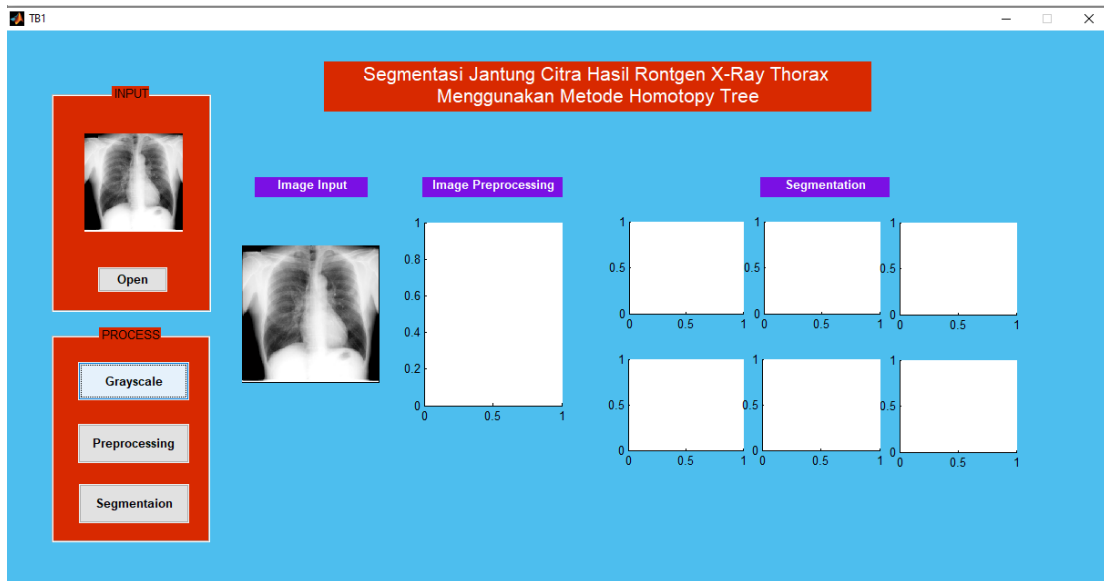 TB1
Segmentasi Jantung Citra Hasil Rontgen X-Ray Thorax
Menggunakan Metode Homotopy Tree
INPUT
Open
PROCESS
Grayscale
Preprocessing
Segmentaion
Image Input
Image Preprocessing
1
0.8
0.6
0.4
0.2
0
0 0.5 1
Segmentation
1
0.5
0
0 0.5 1
1
0.5
0
0 0.5 1
1
0.5
0
0 0.5 1
1
0.5
0
0 0.5 1
1
0.5
0
0 0.5 1
1
0.5
0
0 0.5 1